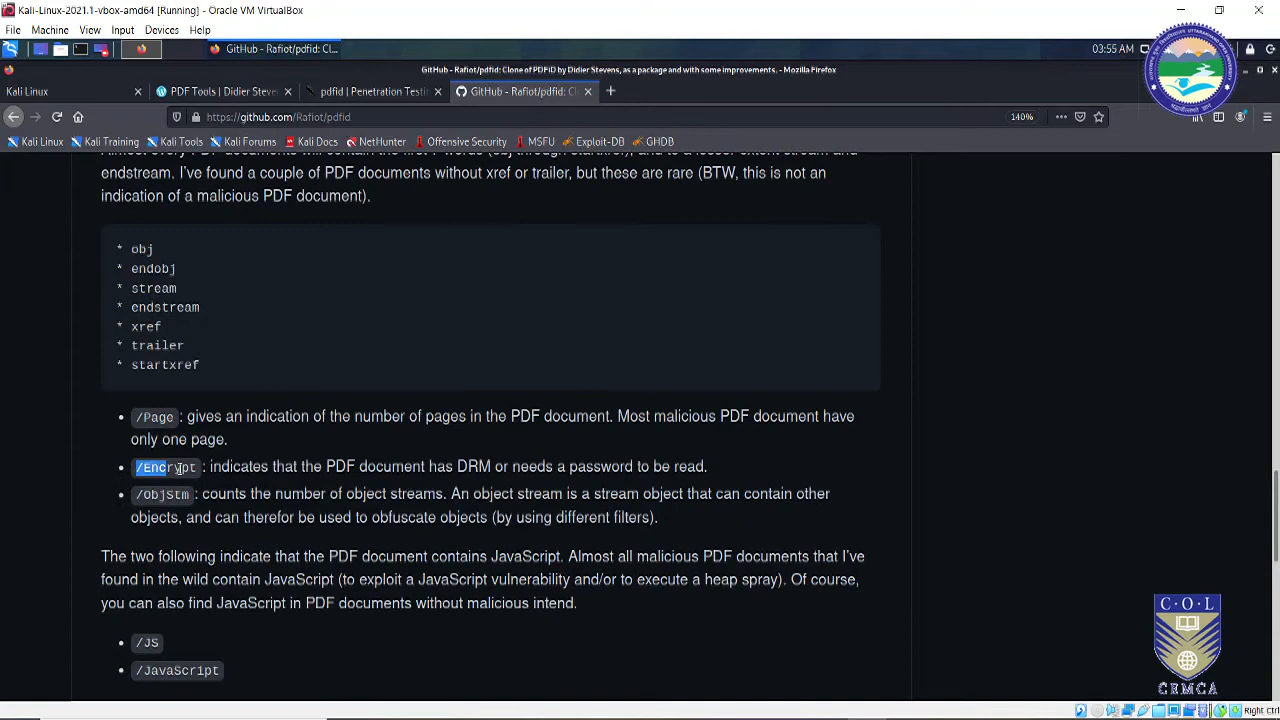 Kali-Linux-2021.1-vbox-amd64 [Running] - Oracle VM VirtualBox
File Machine View Input Devices Help
GitHub - Rafiot/pdfid: Cl...
03:55 AM
GitHub - Rafiot/pdfid: Clone of PDFiD by Didier Stevens, as a package and with some improvements. - Mozilla Firefox
Kali Linux
PDF Tools | Didier Steven
pdfid | Penetration Testin
GitHub - Rafiot/pdfid: Cl
https://github.com/Rafiot/pdfid
140%
Kali Linux Kali Training Kali Tools Kali Forums Kali Docs NetHunter Offensive Security MSFU Exploit-DB GHDB
endstream. I've found a couple of PDF documents without xref or trailer, but these are rare (BTW, this is not an
indication of a malicious PDF document).
* obj
* endobj
* stream
* endstream
* xref
* trailer
* startxref
• /Page : gives an indication of the number of pages in the PDF document. Most malicious PDF document have
only one page.
• /Encrypt : indicates that the PDF document has DRM or needs a password to be read.
• /ObjStm : counts the number of object streams. An object stream is a stream object that can contain other
objects, and can therefor be used to obfuscate objects (by using different filters).
The two following indicate that the PDF document contains JavaScript. Almost all malicious PDF documents that I've
found in the wild contain JavaScript (to exploit a JavaScript vulnerability and/or to execute a heap spray). Of course,
you can also find JavaScript in PDF documents without malicious intend.
• /JS
• /JavaScript
C·O·L
CEMCA
Right Ctrl